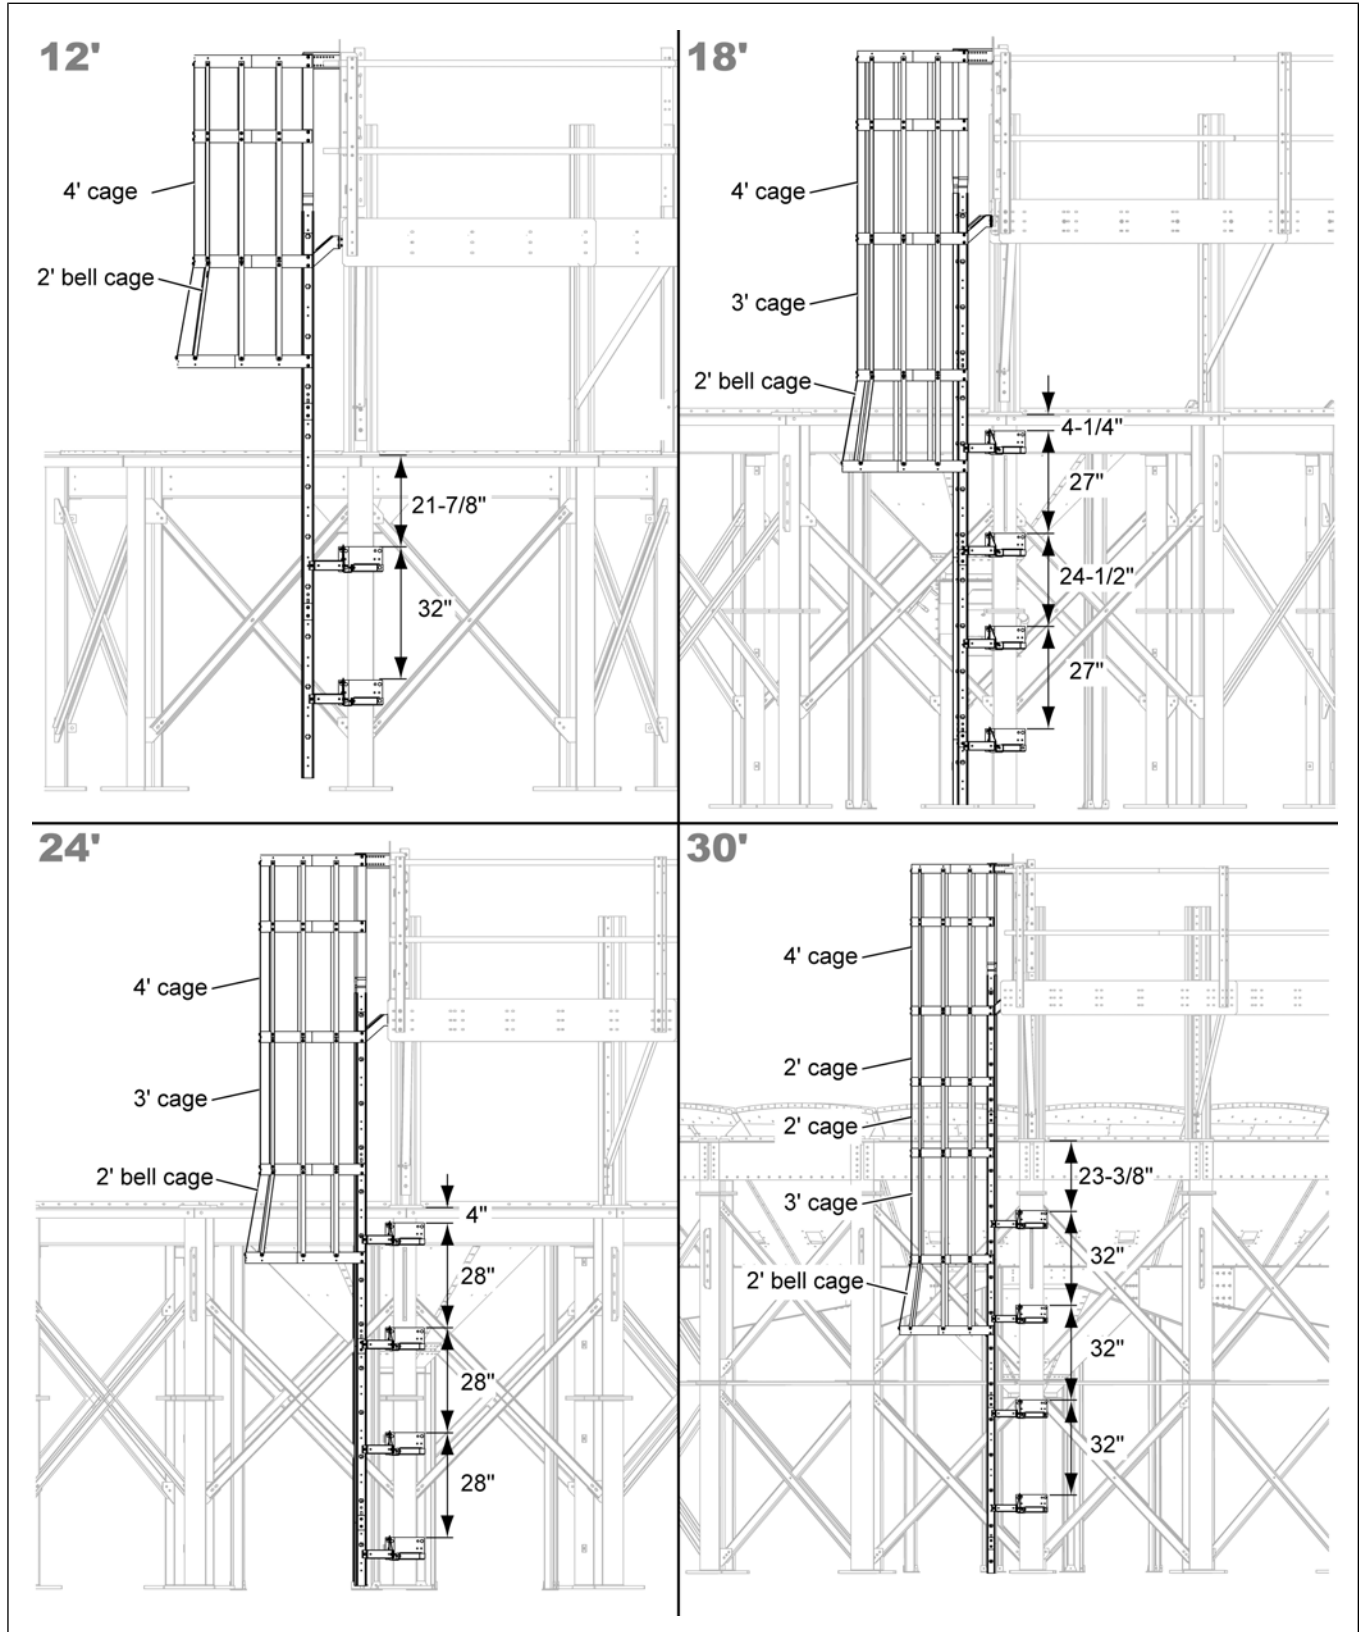 12'
4' cage
2' bell cage
21-7/8"
32"
18'
4' cage
3' cage
2' bell cage
4-1/4"
27"
24-1/2"
27"
24'
4' cage
3' cage
2' bell cage
4"
28"
28"
28"
30'
4' cage
2' cage
2' cage
3' cage
2' bell cage
23-3/8"
32"
32"
32"